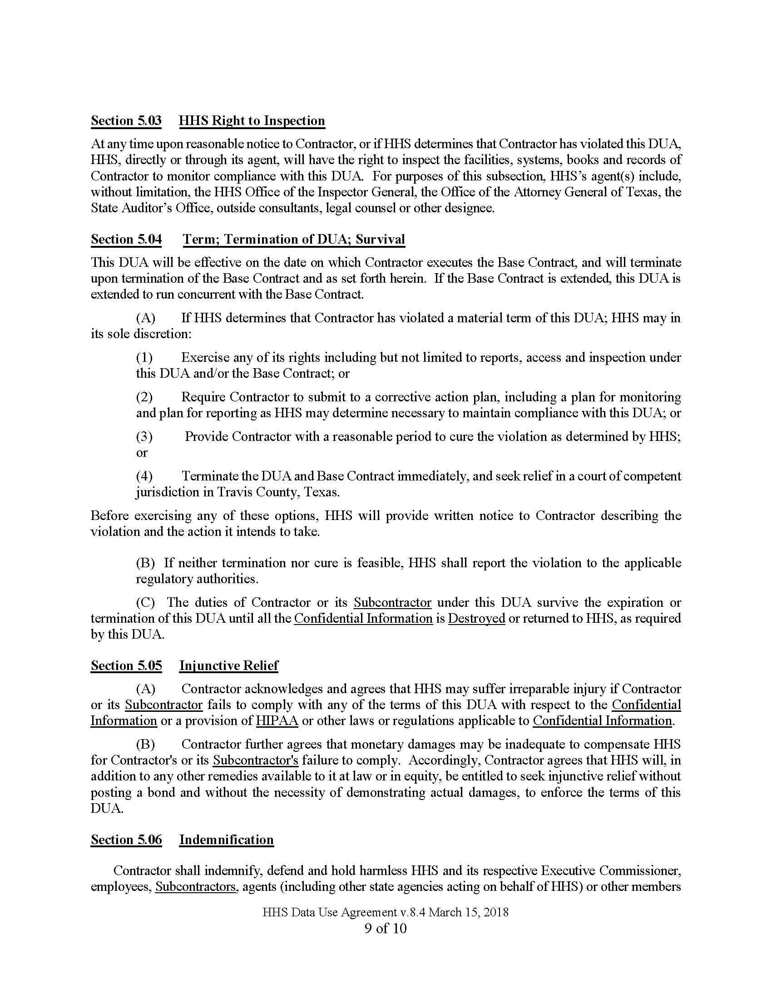 Section 5.03 HHS Right to Inspection
At any time upon reasonable notice to Contractor, or if HHS determines that Contractor has violated this DUA,
HHS, directly or through its agent, will have the right to inspect the facilities, systems, books and records of
Contractor to monitor compliance with this DUA. For purposes of this subsection, HHS’s agent(s) include,
without limitation, the HHS Office of the Inspector General, the Office of the Attorney General of Texas, the
State Auditor’s Office, outside consultants, legal counsel or other designee.
Section 5.04 Term; Termination of DUA; Survival
This DUA will be effective on the date on which Contractor executes the Base Contract, and will terminate
upon termination of the Base Contract and as set forth herein. If the Base Contract is extended, this DUA is
extended to run concurrent with the Base Contract.
(A) If HHS determines that Contractor has violated a material term of this DUA; HHS may in
its sole discretion:
(1) Exercise any of its rights including but not limited to reports, access and inspection under
this DUA and/or the Base Contract; or
(2) Require Contractor to submit to a corrective action plan, including a plan for monitoring
and plan for reporting as HHS may determine necessary to maintain compliance with this DUA; or
(3) Provide Contractor with a reasonable period to cure the violation as determined by HHS;
or
(4) Terminate the DUA and Base Contract immediately, and seek relief in a court of competent
jurisdiction in Travis County, Texas.
Before exercising any of these options, HHS will provide written notice to Contractor describing the
violation and the action it intends to take.
(B) If neither termination nor cure is feasible, HHS shall report the violation to the applicable
regulatory authorities.
(C) The duties of Contractor or its Subcontractor under this DUA survive the expiration or
termination of this DUA until all the Confidential Information is Destroyed or returned to HHS, as required
by this DUA.
Section 5.05 Injunctive Relief
(A) Contractor acknowledges and agrees that HHS may suffer irreparable injury if Contractor
or its Subcontractor fails to comply with any of the terms of this DUA with respect to the Confidential
Information or a provision of HIPAA or other laws or regulations applicable to Confidential Information.
(B) Contractor further agrees that monetary damages may be inadequate to compensate HHS
for Contractor's or its Subcontractor's failure to comply. Accordingly, Contractor agrees that HHS will, in
addition to any other remedies available to it at law or in equity, be entitled to seek injunctive relief without
posting a bond and without the necessity of demonstrating actual damages, to enforce the terms of this
DUA.
Section 5.06 Indemnification
Contractor shall indemnify, defend and hold harmless HHS and its respective Executive Commissioner,
employees, Subcontractors, agents (including other state agencies acting on behalf of HHS) or other members
HHS Data Use Agreement v.8.4 March 15, 2018
9 of 10